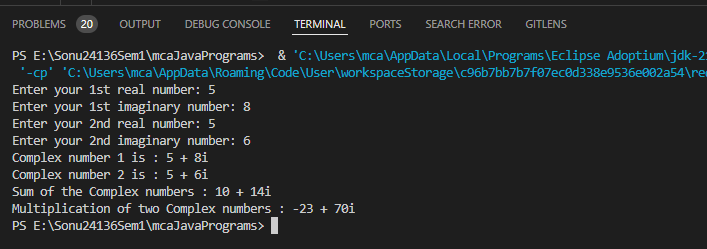 PROBLEMS 20 OUTPUT DEBUG CONSOLE TERMINAL PORTS SEARCH ERROR GITLENS
PS E:\Sonu24136Sem1\mcaJavaPrograms> & 'C:\Users\mca\AppData\Local\Programs\Eclipse Adoptium\jdk-21
'-cp' 'C:\Users\mca\AppData\Roaming\Code\User\workspaceStorage\c96b7bb7b7f07ec0d338e9536e002a54\red
Enter your 1st real number: 5
Enter your 1st imaginary number: 8
Enter your 2nd real number: 5
Enter your 2nd imaginary number: 6
Complex number 1 is : 5 + 8i
Complex number 2 is : 5 + 6i
Sum of the Complex numbers : 10 + 14i
Multiplication of two Complex numbers : -23 + 70i
PS E:\Sonu24136Sem1\mcaJavaPrograms>